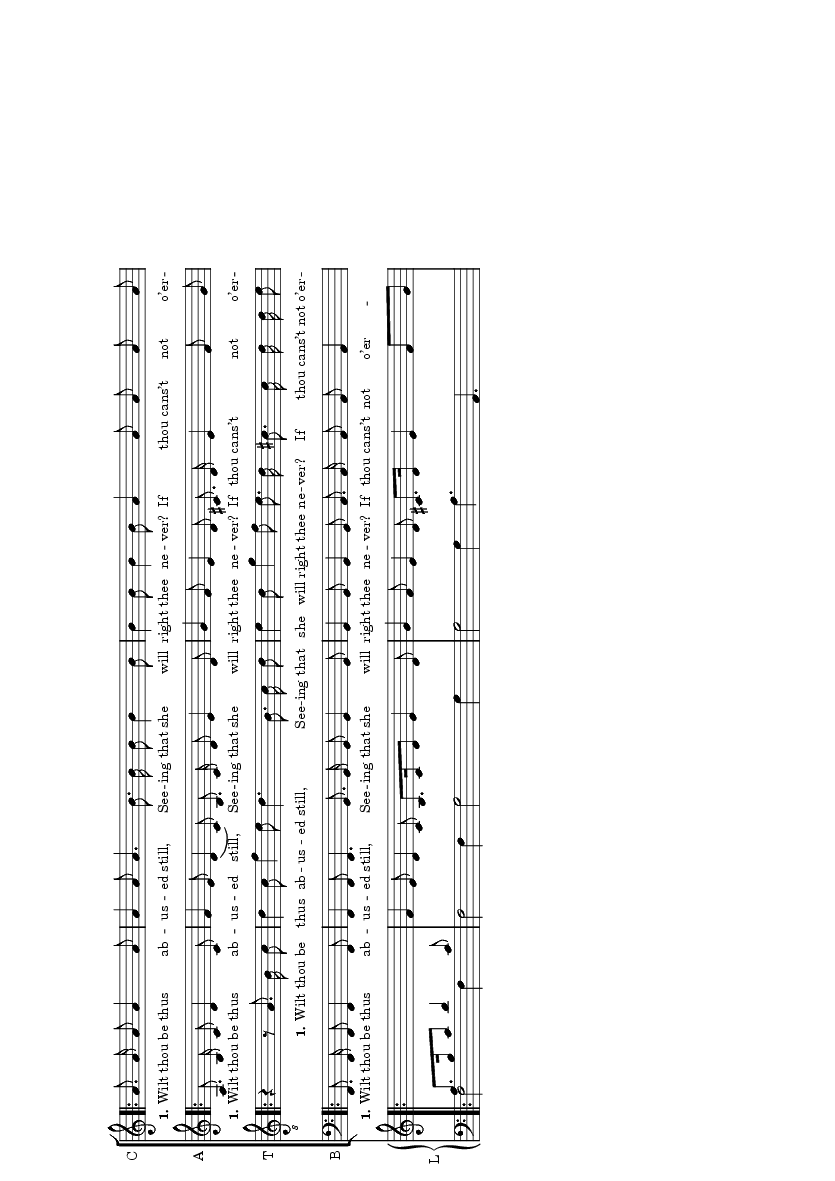 C
1. Wilt thou be thus ab - us - ed still, See-ing that she will right thee ne - ver? If thou cans't not o'er-
A
1. Wilt thou be thus ab - us - ed still, See-ing that she will right thee ne - ver? If thou cans't not o'er-
T
8
1. Wilt thou be thus ab - us - ed still, See-ing that she will right thee ne - ver? If thou cans't not o'er-
B
1. Wilt thou be thus ab - us - ed still, See-ing that she will right thee ne - ver? If thou cans't not o'er -
L